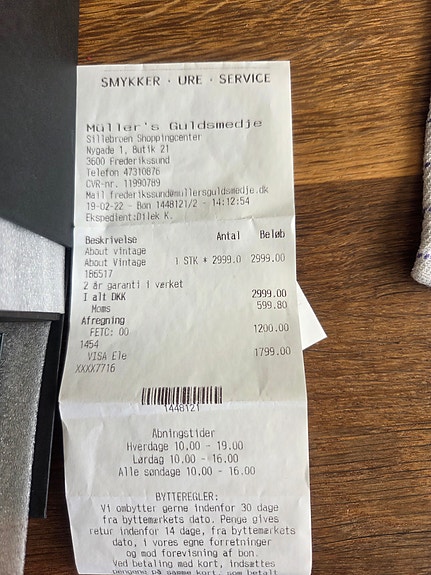 SMYKKER · URE · SERVICE
Müller's Guldsmedje
Sillebroen Shoppingcenter
Nygade 1, Butik 21
3600 Frederikssund
Telefon 47310876
CVR-nr. 11990789
Mail frederikssund@mullersguldsmedje.dk
19-02-22 - Bon 1448121/2 - 14:12:54
Ekspedient:Dilek K.
Beskrivelse Antal Beløb
About vintage
About Vintage 1 STK * 2999.0 2999.00
186517
2 år garanti i værket
I alt DKK 2999.00
Moms 599.80
Afregning
FETC: 00 1200.00
1454
VISA Ele 1799.00
XXXX7716
1448121
Åbningstider
Hverdage 10.00 - 19.00
Lørdag 10.00 - 16.00
Alle søndage 10.00 - 16.00
BYTTEREGLER:
Vi ombytter gerne indenfor 30 dage
fra byttemærkets dato. Penge gives
retur indenfor 14 dage, fra byttemærkets
dato, i vores egne forretninger
og mod forevisning af bon.
Ved betaling med kort, indsættes
pengene på samme kort, som betalt